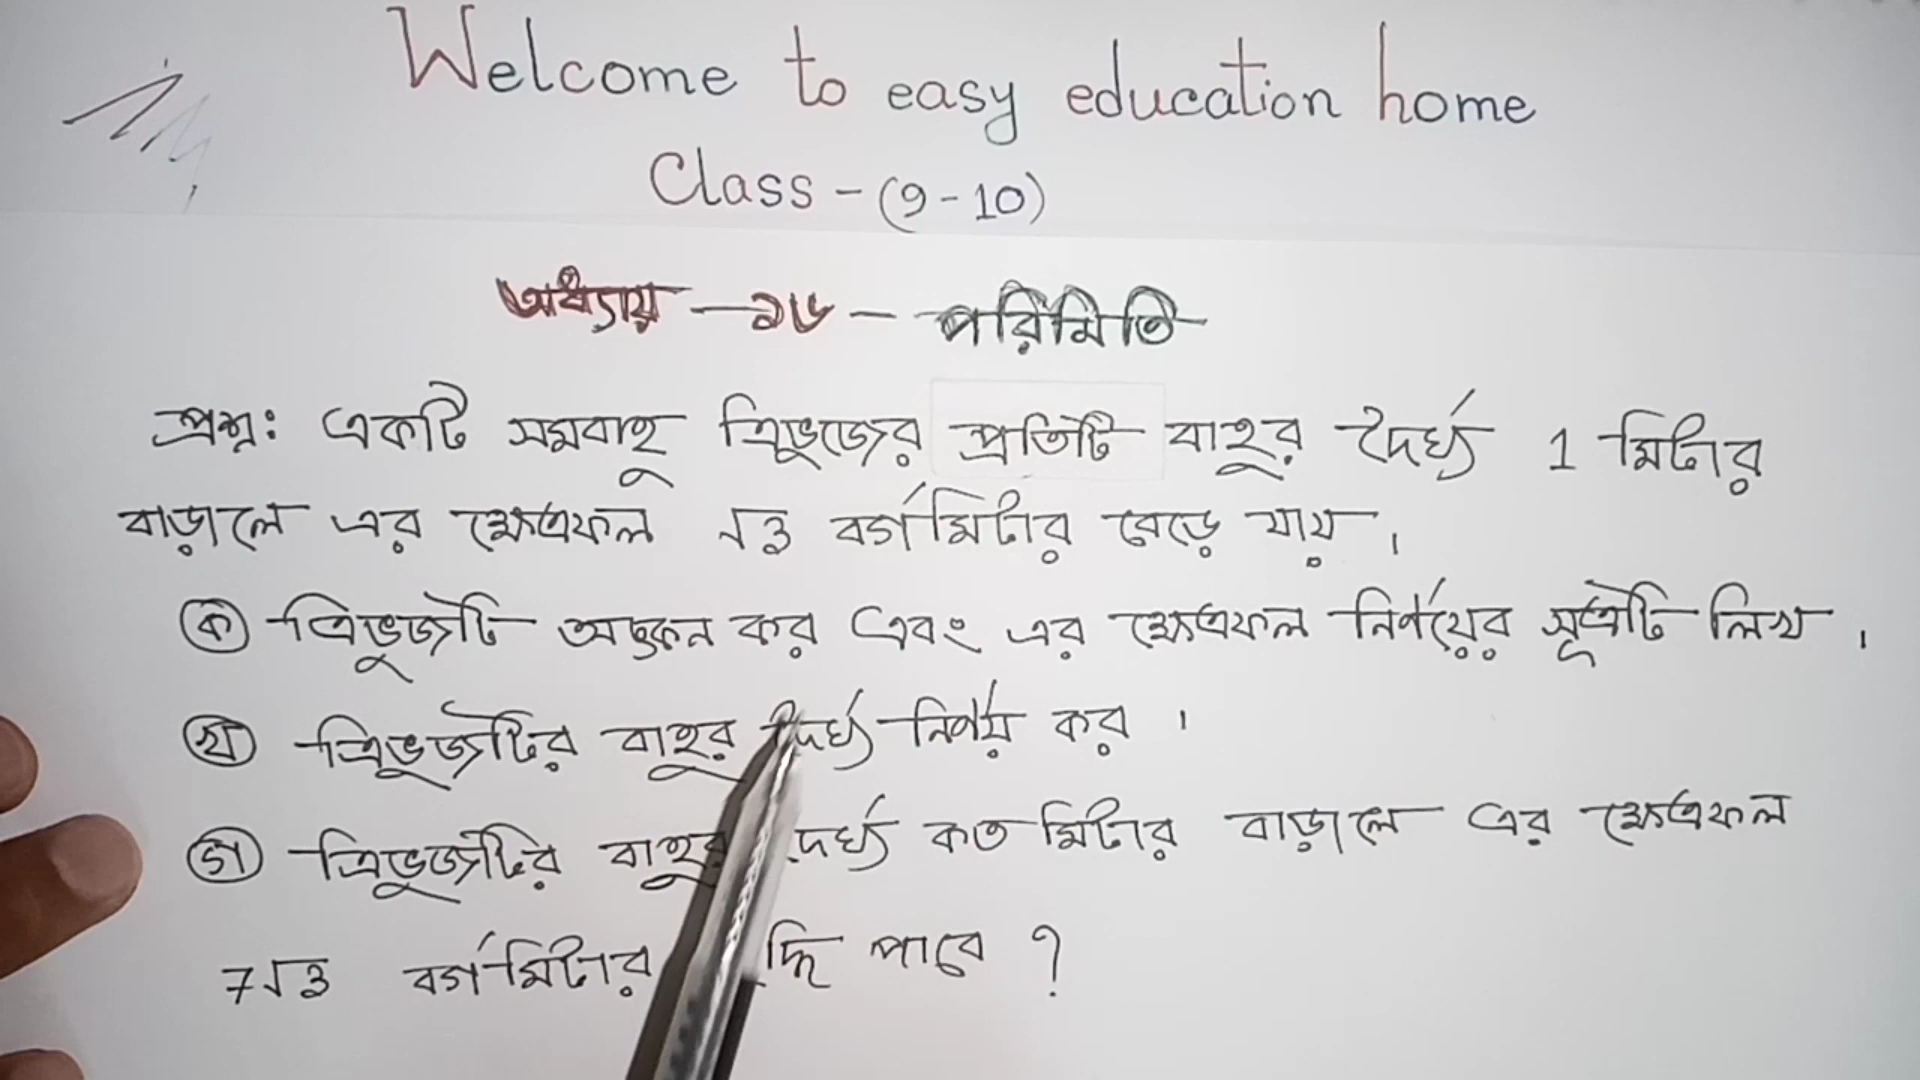 Welcome to easy education home
Class - (9-10)
অধ্যায় - ১৬ - পরিমিতি
প্রশ্ন: একটি সমবাহু ত্রিভুজের প্রতিটি বাহুর দৈর্ঘ্য 1 মিটার
বাড়ালে এর ক্ষেত্রফল √3 বর্গমিটার বেড়ে যায়।
ক ত্রিভুজটি অঙ্কন কর এবং এর ক্ষেত্রফল নির্ণয়ের সূত্রটি লিখ।
খ ত্রিভুজটির বাহুর দৈর্ঘ্য নির্ণয় কর।
গ ত্রিভুজটির বাহুর দৈর্ঘ্য কত মিটার বাড়ালে এর ক্ষেত্রফল
7√3 বর্গমিটার পাবে ?